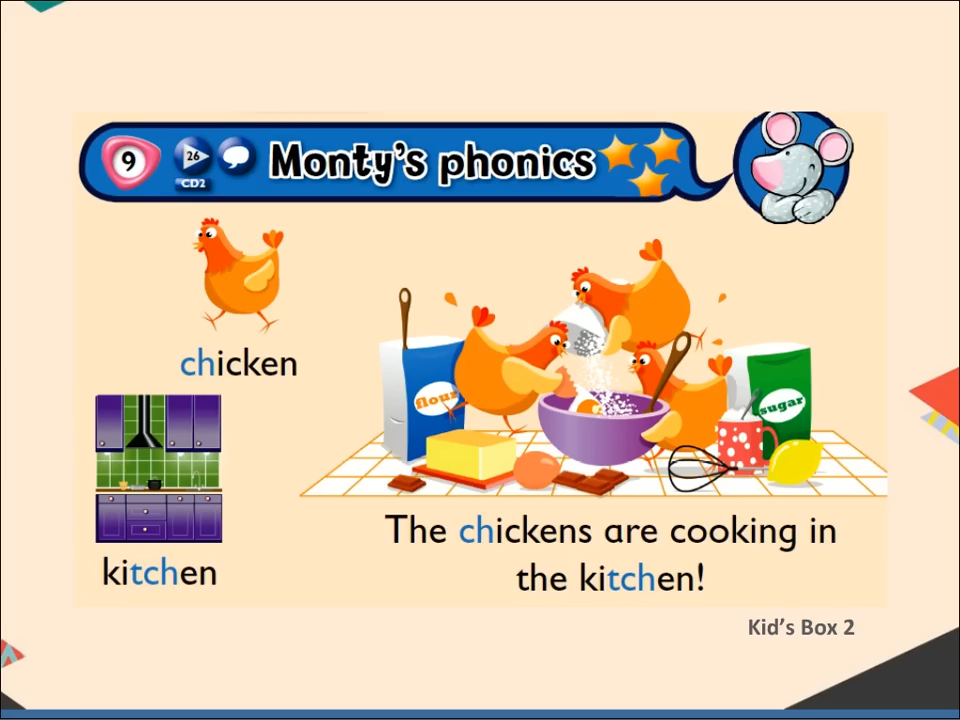 9
26
CD2
Monty's phonics
chicken
flour
sugar
kitchen
The chickens are cooking in
the kitchen!
Kid's Box 2